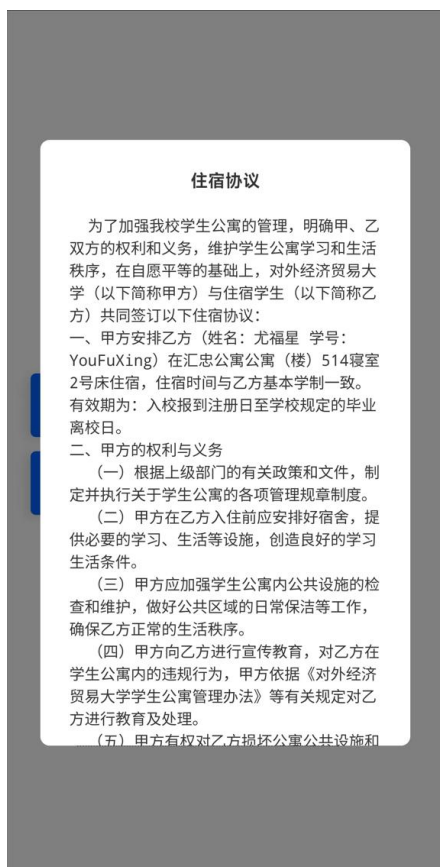 住宿协议
为了加强我校学生公寓的管理，明确甲、乙
双方的权利和义务，维护学生公寓学习和生活
秩序，在自愿平等的基础上，对外经济贸易大
学（以下简称甲方）与住宿学生（以下简称乙
方）共同签订以下住宿协议：
一、甲方安排乙方（姓名：尤福星 学号：
YouFuXing）在汇忠公寓公寓（楼）514寝室
2号床住宿，住宿时间与乙方基本学制一致。
有效期为：入校报到注册日至学校规定的毕业
离校日。
二、甲方的权利与义务
（一）根据上级部门的有关政策和文件，制
定并执行关于学生公寓的各项管理规章制度。
（二）甲方在乙方入住前应安排好宿舍，提
供必要的学习、生活等设施，创造良好的学习
生活条件。
（三）甲方应加强学生公寓内公共设施的检
查和维护，做好公共区域的日常保洁等工作，
确保乙方正常的生活秩序。
（四）甲方向乙方进行宣传教育，对乙方在
学生公寓内的违规行为，甲方依据《对外经济
贸易大学学生公寓管理办法》等有关规定对乙
方进行教育及处理。
（五）甲方有权对乙方损坏公寓公共设施和